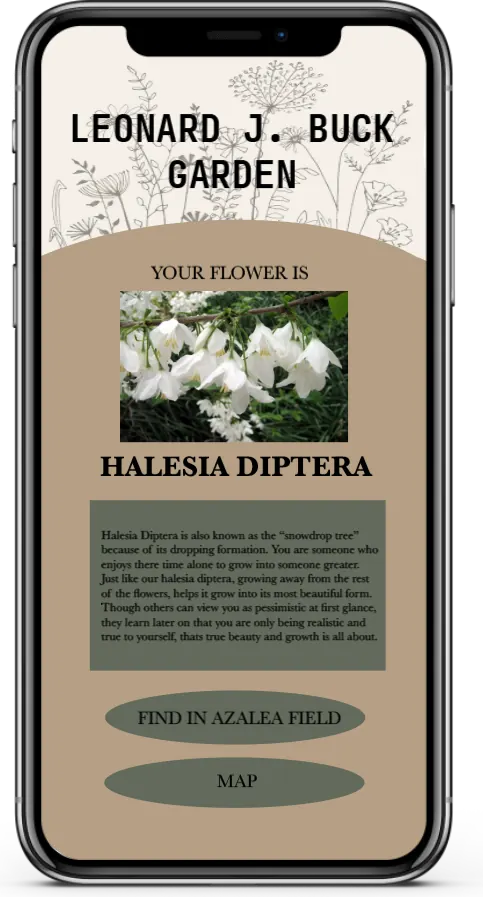 LEONARD J. BUCK
GARDEN
YOUR FLOWER IS
HALESIA DIPTERA
Halesia Diptera is also known as the “snowdrop tree”
because of its dropping formation. You are someone who
enjoys there time alone to grow into someone greater.
Just like our halesia diptera, growing away from the rest
of the flowers, helps it grow into its most beautiful form.
Though others can view you as pessimistic at first glance,
they learn later on that you are only being realistic and
true to yourself, thats true beauty and growth is all about.
FIND IN AZALEA FIELD
MAP